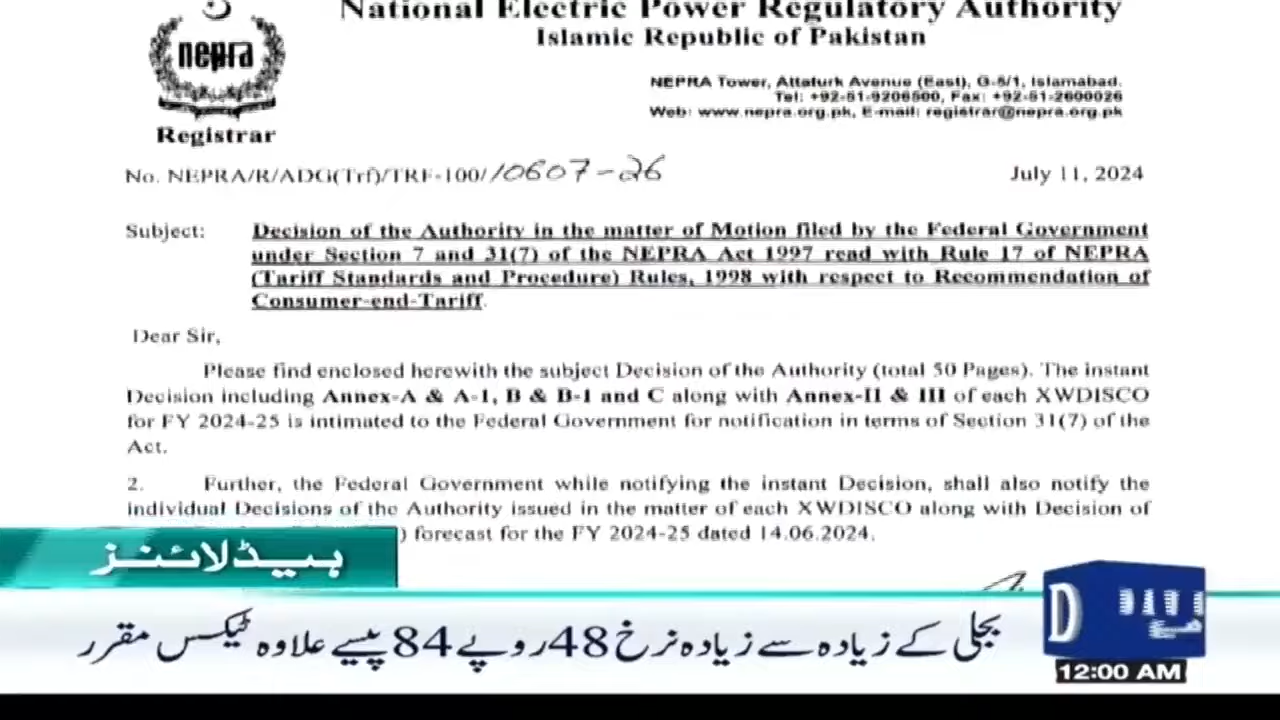 National Electric Power Regulatory Authority
Islamic Republic of Pakistan
nepra
Registrar
NEPRA Tower, Attaturk Avenue (East), G-5/1, Islamabad.
Tel: +92-51-9206500, Fax: +92-51-2600026
Web: www.nepra.org.pk, E-mail: registrar@nepra.org.pk
No. NEPRA/R/ADG(Trf)/TRF-100/10607-26
July 11, 2024
Subject: Decision of the Authority in the matter of Motion filed by the Federal Government
under Section 7 and 31(7) of the NEPRA Act 1997 read with Rule 17 of NEPRA
(Tariff Standards and Procedure) Rules, 1998 with respect to Recommendation of
Consumer-end-Tariff.
Dear Sir,
Please find enclosed herewith the subject Decision of the Authority (total 50 Pages). The instant
Decision including Annex-A & A-1, B & B-1 and C along with Annex-II & III of each XWDISCO
for FY 2024-25 is intimated to the Federal Government for notification in terms of Section 31(7) of the
Act.
2. Further, the Federal Government while notifying the instant Decision, shall also notify the
individual Decisions of the Authority issued in the matter of each XWDISCO along with Decision of
) forecast for the FY 2024-25 dated 14.06.2024.
ہیڈلائنز
بجلی کے زیادہ سے زیادہ نرخ 48 روپے 84 پیسے علاوہ ٹیکس مقرر
D
12:00 AM